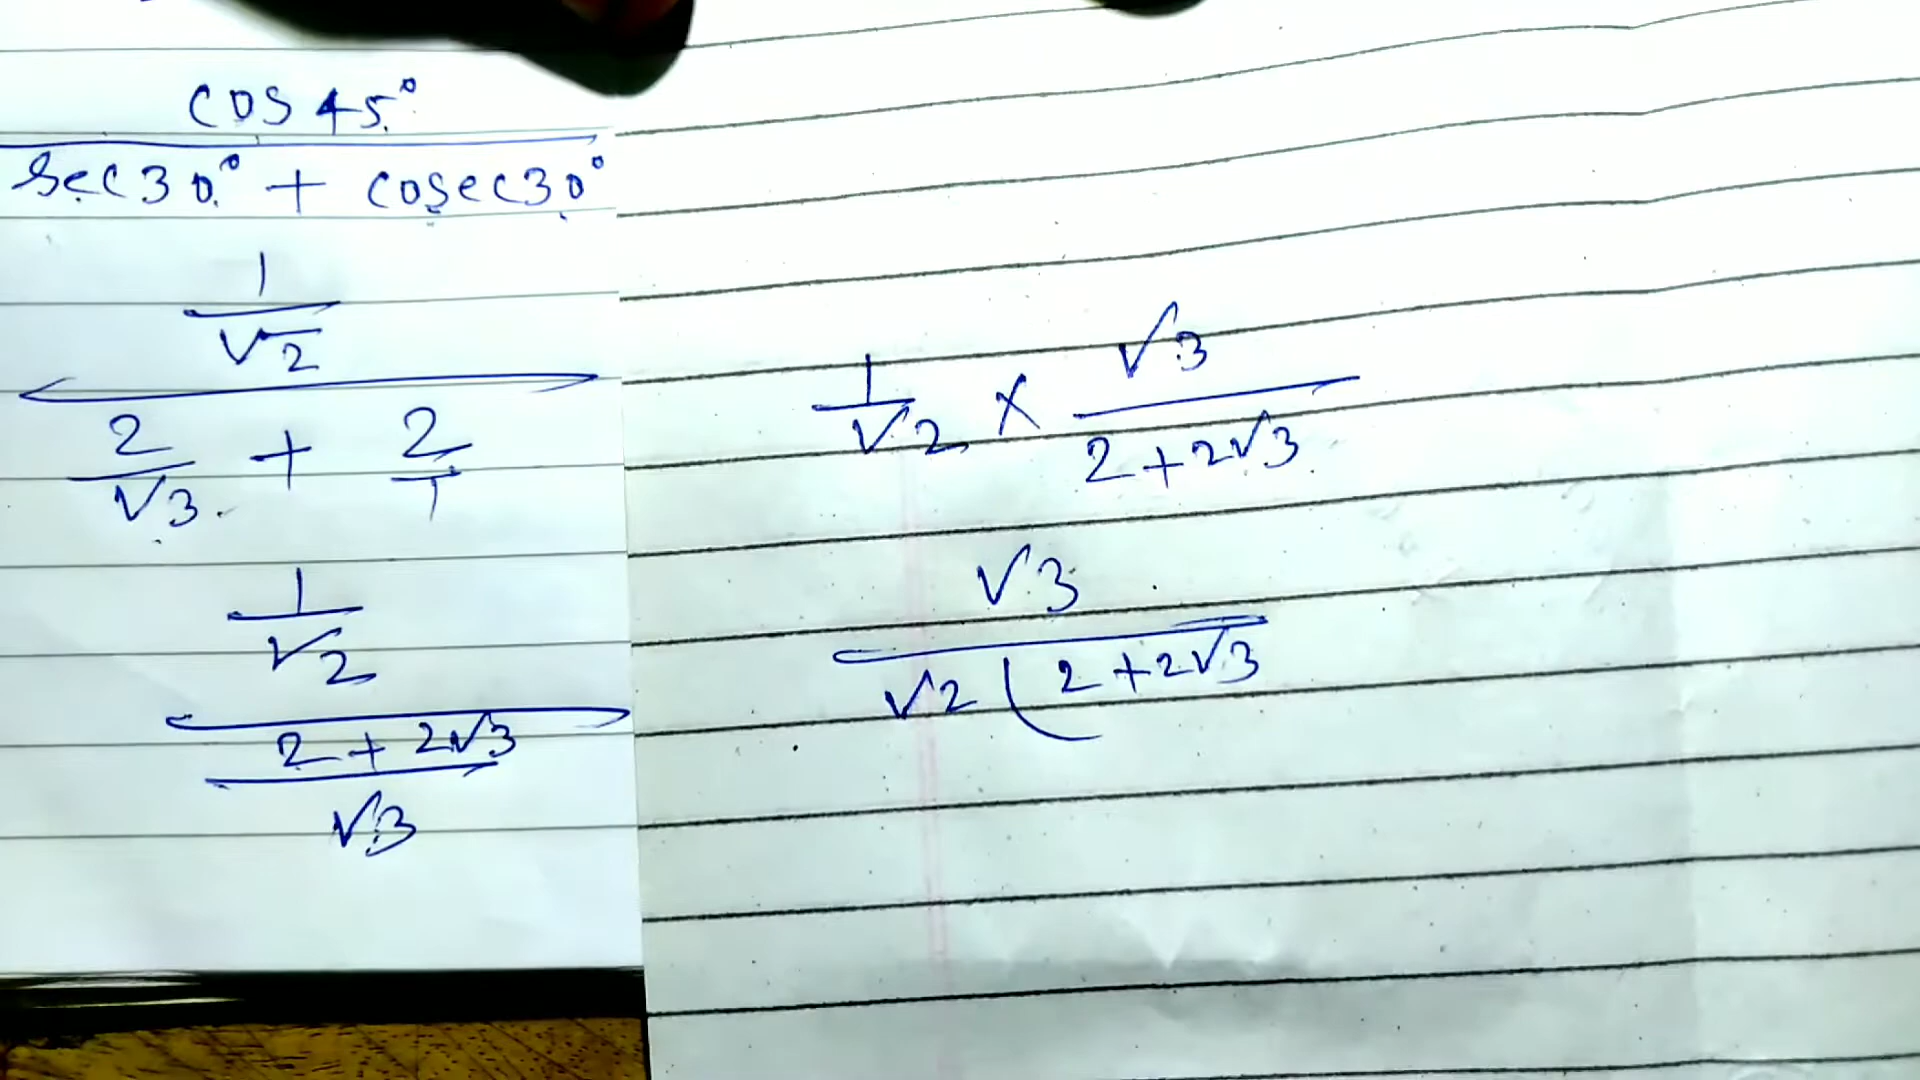 cos 45°
sec 30° + cosec 30°
1
√2
2 + 2
√3 1
1
√2
2 + 2√3
√3
1 × √3
√2 2 + 2√3
√3
√2 ( 2 + 2√3